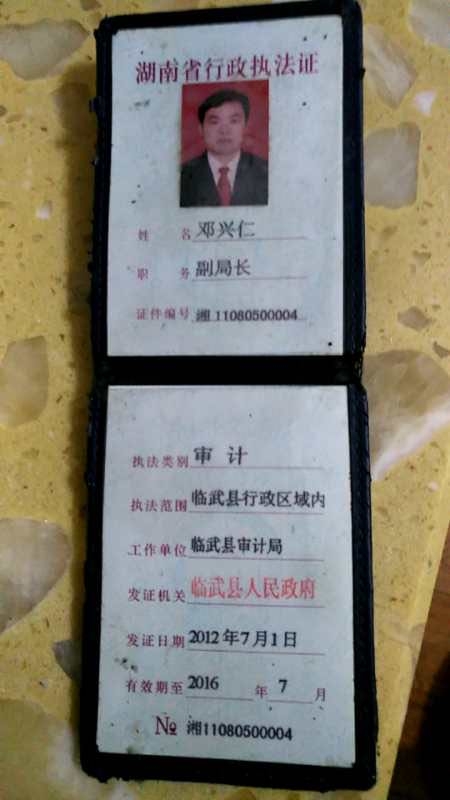 湖南省行政执法证
姓 名 邓兴仁
职 务 副局长
证件编号 湘11080500004
执法类别 审 计
执法范围 临武县行政区域内
工作单位 临武县审计局
发证机关 临武县人民政府
发证日期 2012年7月1日
有效期至 2016 年 7 月
№ 湘11080500004